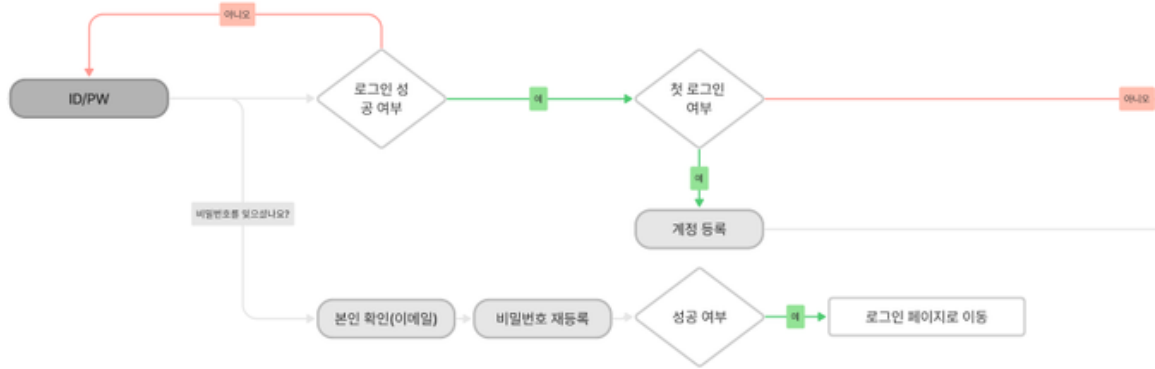 아니오
ID/PW
로그인 성
공 여부
예
첫 로그인
여부
아니오
예
계정 등록
비밀번호를 잊으셨나요?
본인 확인(이메일)
비밀번호 재등록
성공 여부
예
로그인 페이지로 이동